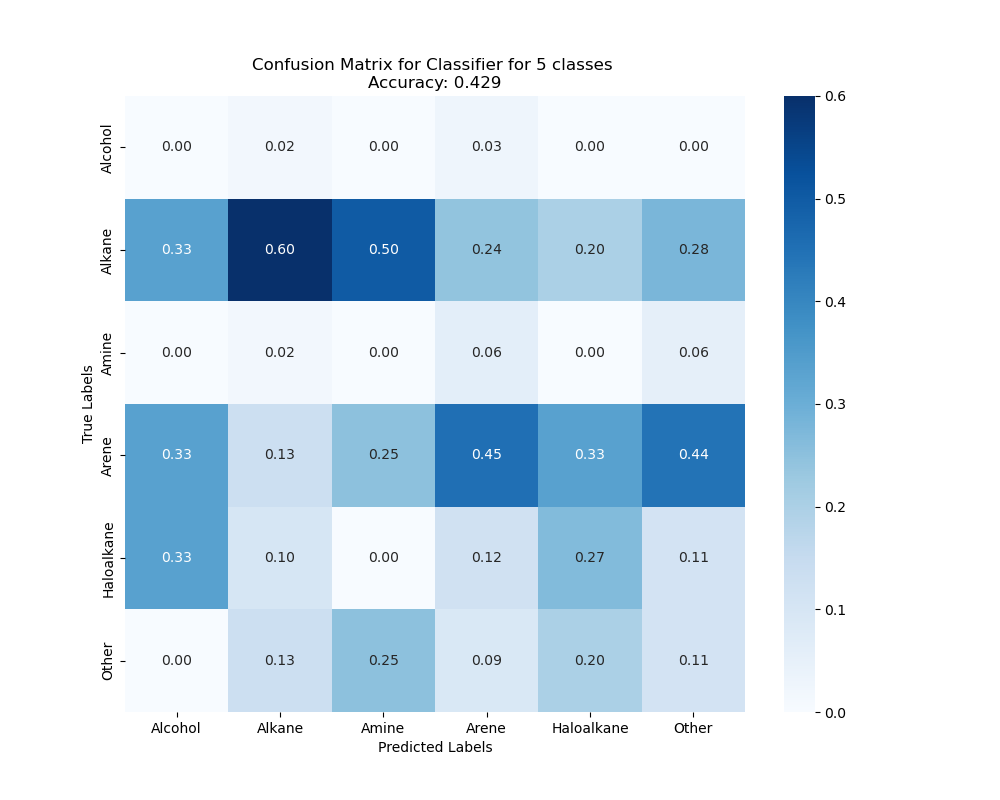 Confusion Matrix for Classifier for 5 classes
Accuracy: 0.429
True Labels
Alcohol 0.00 0.02 0.00 0.03 0.00 0.00
Alkane 0.33 0.60 0.50 0.24 0.20 0.28
Amine 0.00 0.02 0.00 0.06 0.00 0.06
Arene 0.33 0.13 0.25 0.45 0.33 0.44
Haloalkane 0.33 0.10 0.00 0.12 0.27 0.11
Other 0.00 0.13 0.25 0.09 0.20 0.11
Alcohol Alkane Amine Arene Haloalkane Other
Predicted Labels
0.6
0.5
0.4
0.3
0.2
0.1
0.0